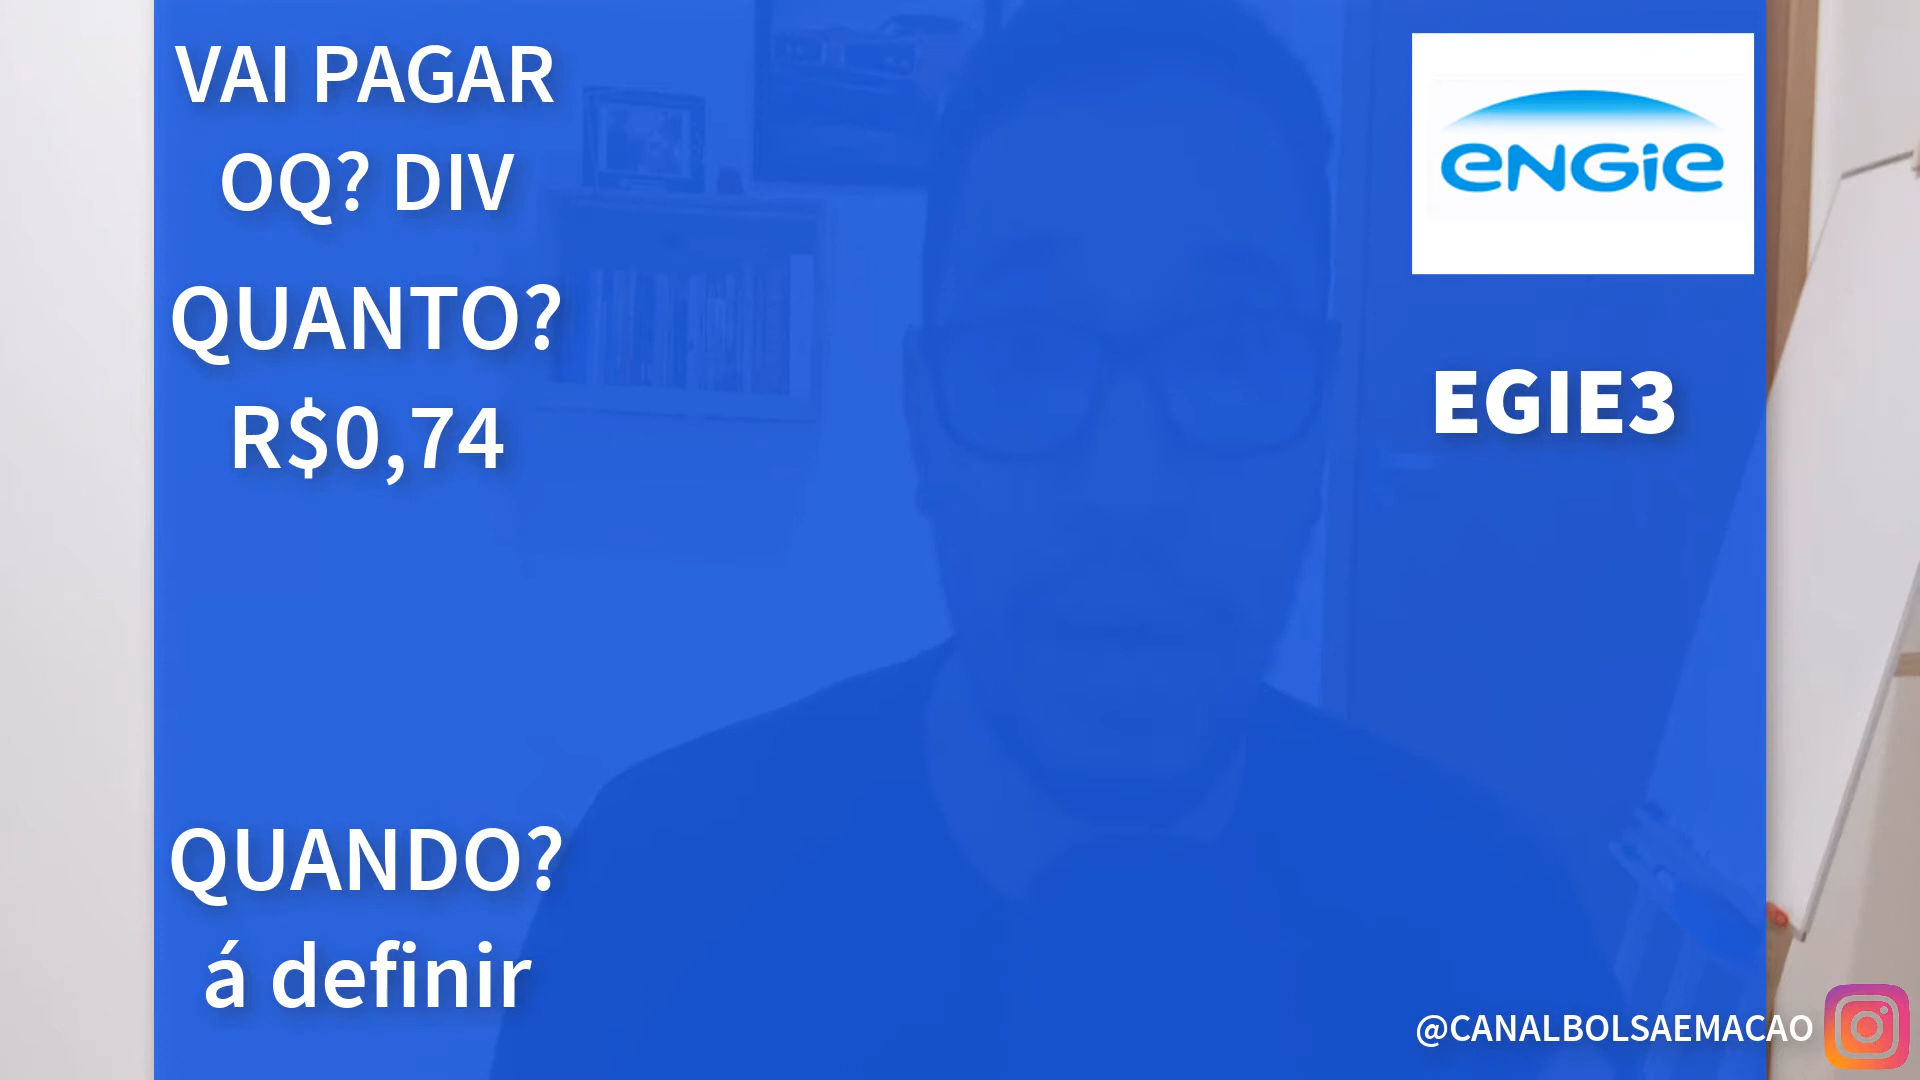 VAI PAGAR
OQ? DIV
QUANTO?
R$0,74
QUANDO?
á definir
ENGIE
EGIE3
@CANALBOLSAEMACAO